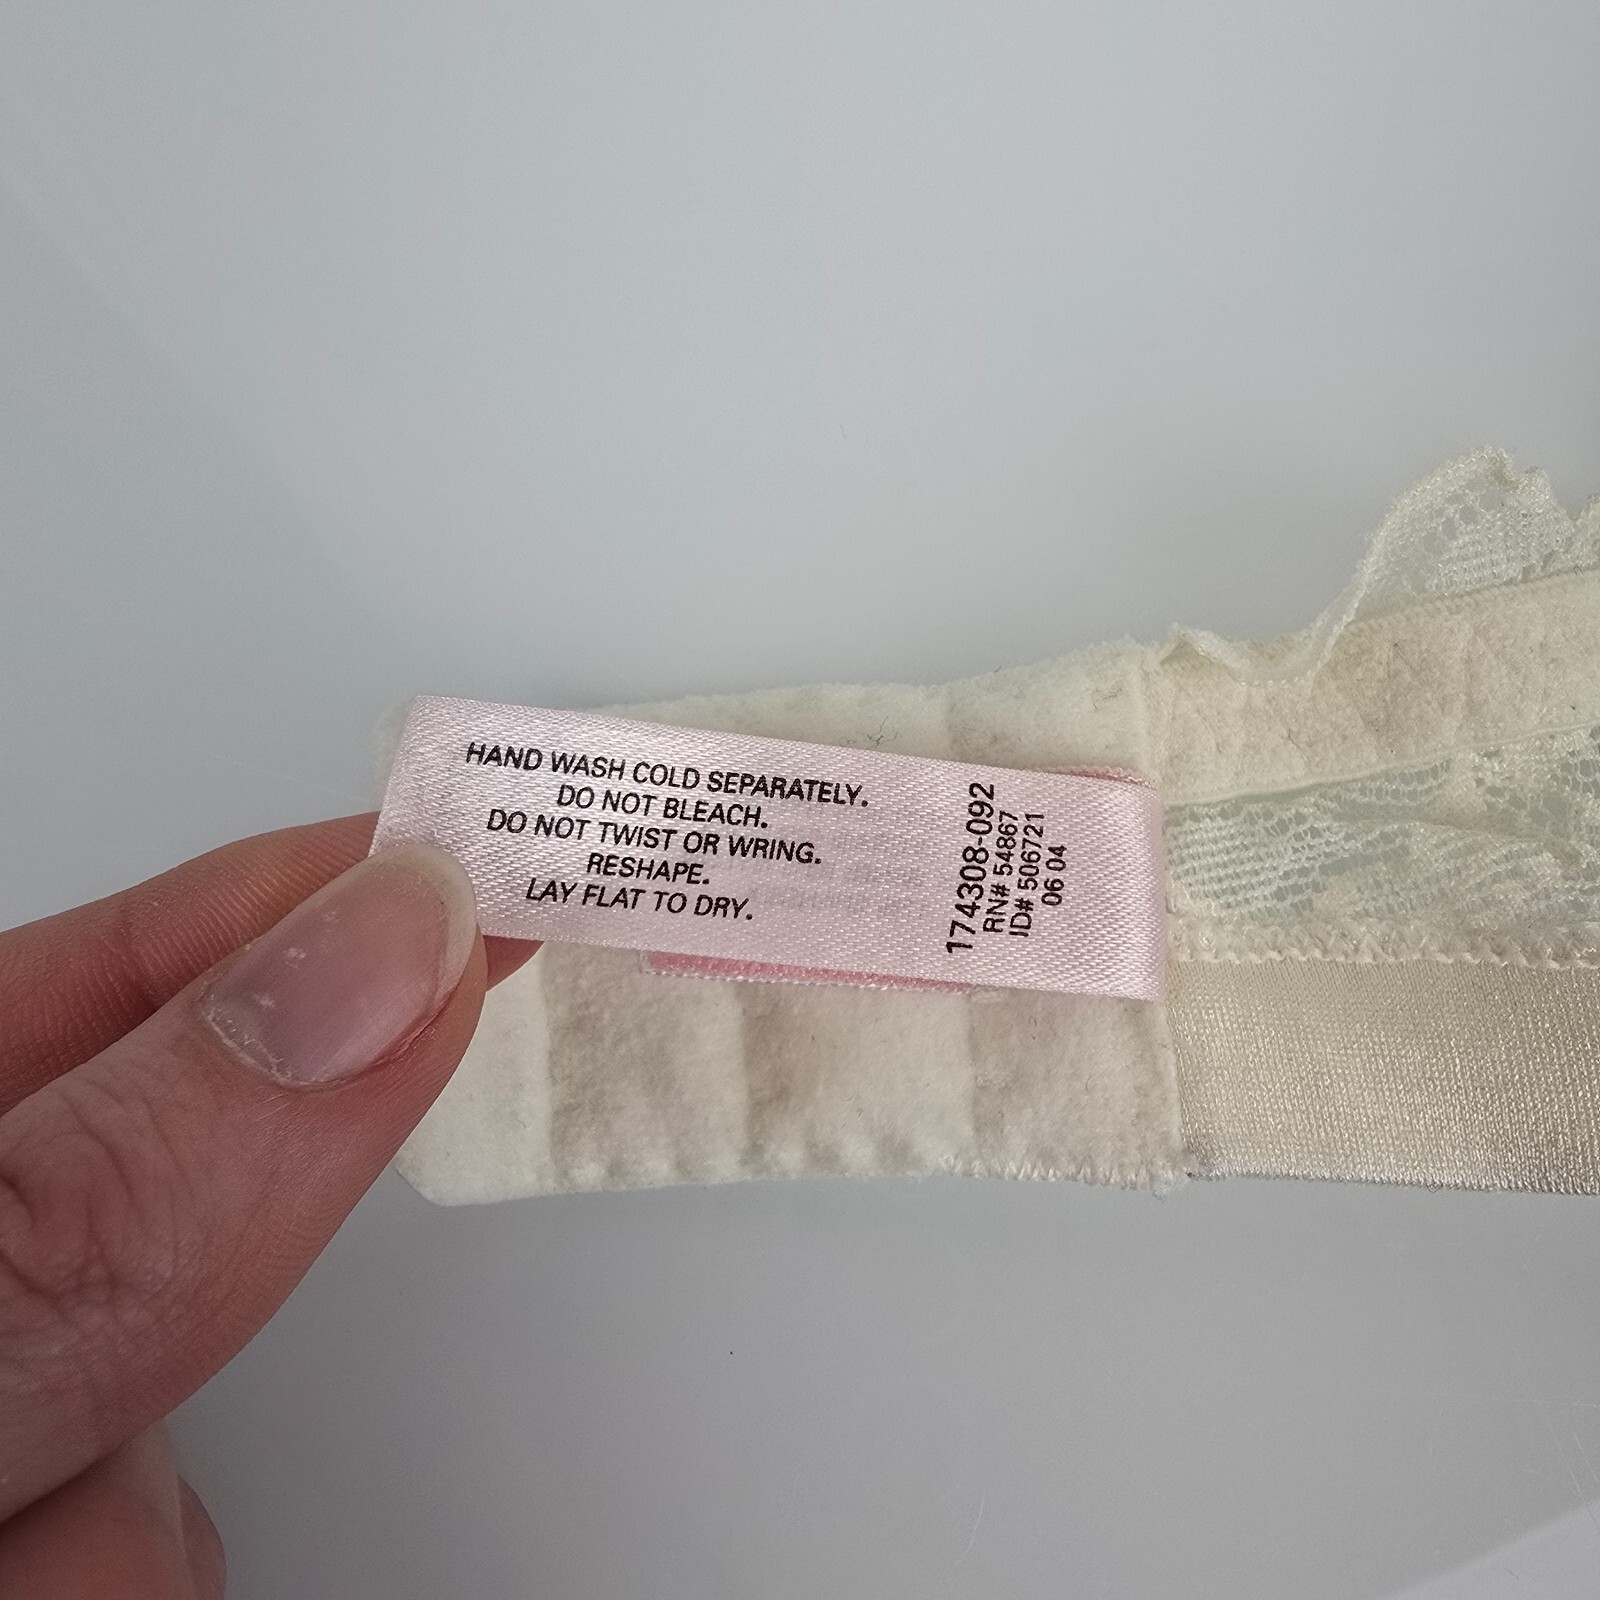 HAND WASH COLD SEPARATELY.
DO NOT BLEACH.
DO NOT TWIST OR WRING.
RESHAPE.
LAY FLAT TO DRY.
174308-092
RN# 54867
ID# 506721
06 04